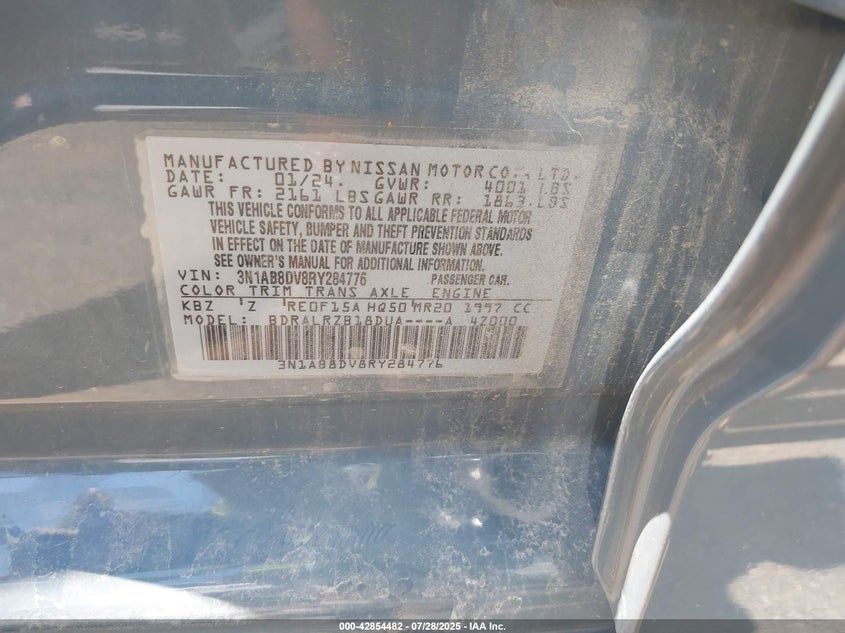 MANUFACTURED BY NISSAN MOTOR CO., LTD.
DATE: 01/24. GVWR: 4001 LBS
GAWR FR: 2161 LBS GAWR RR: 1863 LBS
THIS VEHICLE CONFORMS TO ALL APPLICABLE FEDERAL MOTOR
VEHICLE SAFETY, BUMPER AND THEFT PREVENTION STANDARDS
IN EFFECT ON THE DATE OF MANUFACTURE SHOWN ABOVE.
SEE OWNER'S MANUAL FOR ADDITIONAL INFORMATION.
VIN: 3N1AB8DV8RY284776 PASSENGER CAR.
COLOR TRIM TRANS AXLE ENGINE
KBZ 'Z RE0F15A HQ50 MR20 1997 CC
MODEL: BDRALRZB18DUA----A 4Z000
3N1AB8DV8RY284776
000-42854482 - 07/28/2025 - IAA Inc.